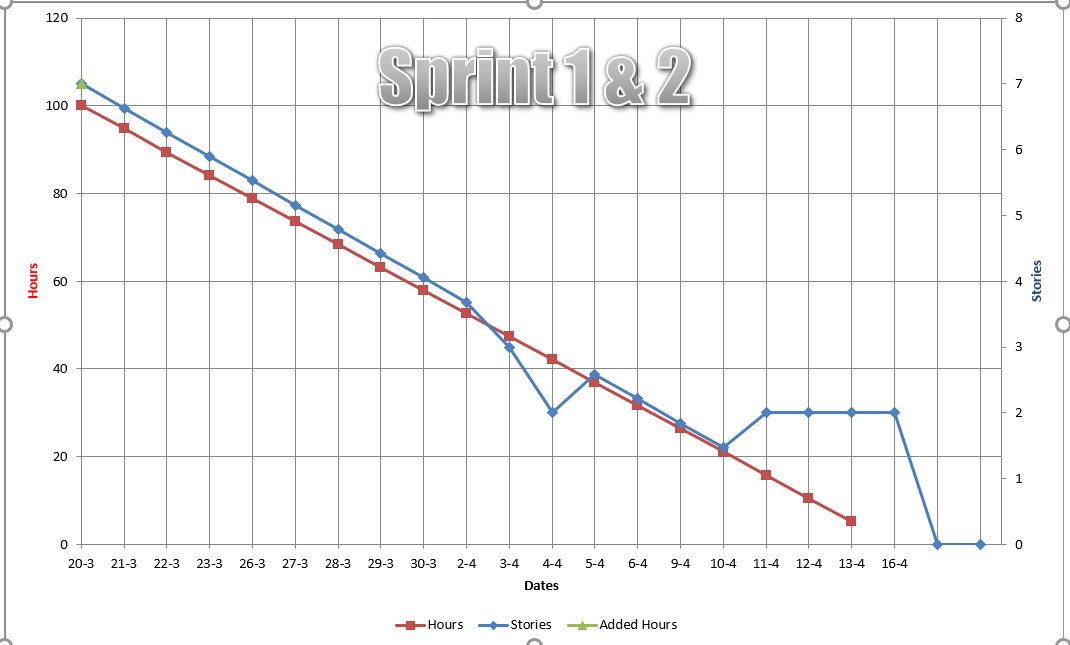 Sprint 1 & 2
120
100
80
60
40
20
0
Hours
8
7
6
5
4
3
2
1
0
Stories
20-3 21-3 22-3 23-3 26-3 27-3 28-3 29-3 30-3 2-4 3-4 4-4 5-4 6-4 9-4 10-4 11-4 12-4 13-4 16-4
Dates
Hours Stories Added Hours